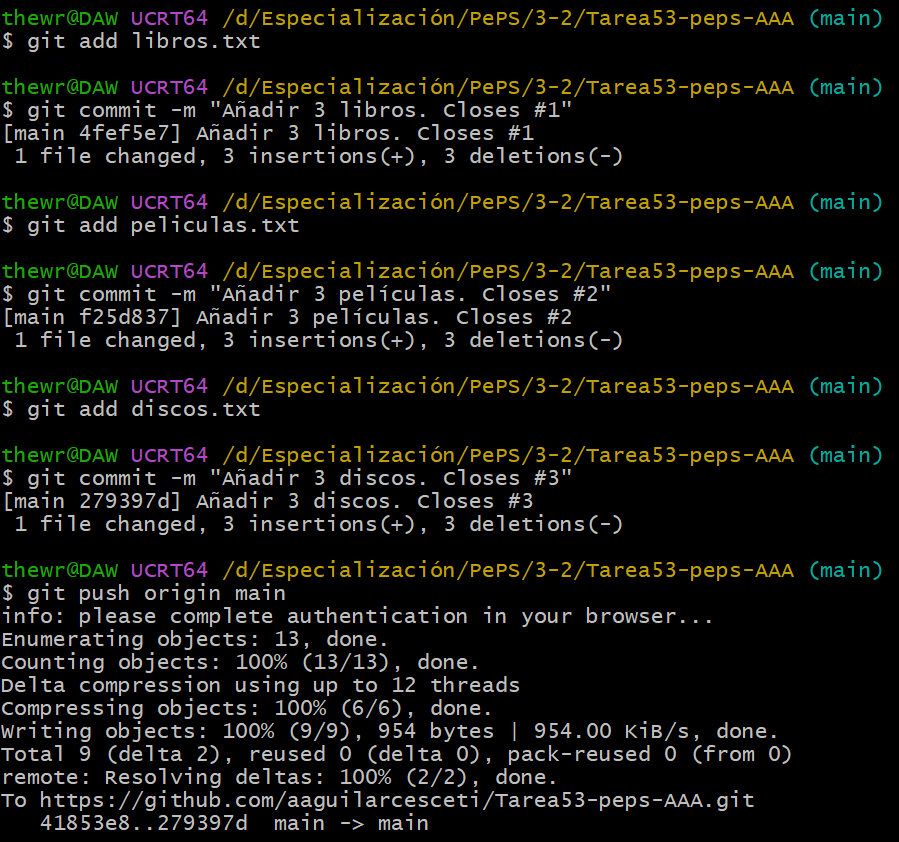 thewr@DAW UCRT64 /d/Especialización/PePS/3-2/Tarea53-peps-AAA (main)
$ git add libros.txt
thewr@DAW UCRT64 /d/Especialización/PePS/3-2/Tarea53-peps-AAA (main)
$ git commit -m "Añadir 3 libros. Closes #1"
[main 4fef5e7] Añadir 3 libros. Closes #1
 1 file changed, 3 insertions(+), 3 deletions(-)
thewr@DAW UCRT64 /d/Especialización/PePS/3-2/Tarea53-peps-AAA (main)
$ git add peliculas.txt
thewr@DAW UCRT64 /d/Especialización/PePS/3-2/Tarea53-peps-AAA (main)
$ git commit -m "Añadir 3 películas. Closes #2"
[main f25d837] Añadir 3 películas. Closes #2
 1 file changed, 3 insertions(+), 3 deletions(-)
thewr@DAW UCRT64 /d/Especialización/PePS/3-2/Tarea53-peps-AAA (main)
$ git add discos.txt
thewr@DAW UCRT64 /d/Especialización/PePS/3-2/Tarea53-peps-AAA (main)
$ git commit -m "Añadir 3 discos. Closes #3"
[main 279397d] Añadir 3 discos. Closes #3
 1 file changed, 3 insertions(+), 3 deletions(-)
thewr@DAW UCRT64 /d/Especialización/PePS/3-2/Tarea53-peps-AAA (main)
$ git push origin main
info: please complete authentication in your browser...
Enumerating objects: 13, done.
Counting objects: 100% (13/13), done.
Delta compression using up to 12 threads
Compressing objects: 100% (6/6), done.
Writing objects: 100% (9/9), 954 bytes | 954.00 KiB/s, done.
Total 9 (delta 2), reused 0 (delta 0), pack-reused 0 (from 0)
remote: Resolving deltas: 100% (2/2), done.
To https://github.com/aaguilarcesceti/Tarea53-peps-AAA.git
   41853e8..279397d  main -> main